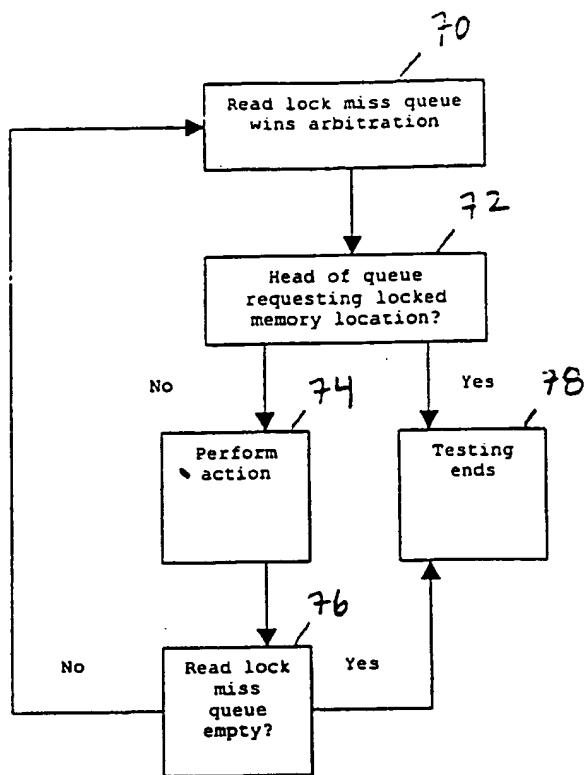 70
Read lock miss queue
wins arbitration
72
Head of queue
requesting locked
memory location?
No
Yes
74
78
Perform
action
Testing
ends
76
No
Yes
Read lock
miss
queue
empty?